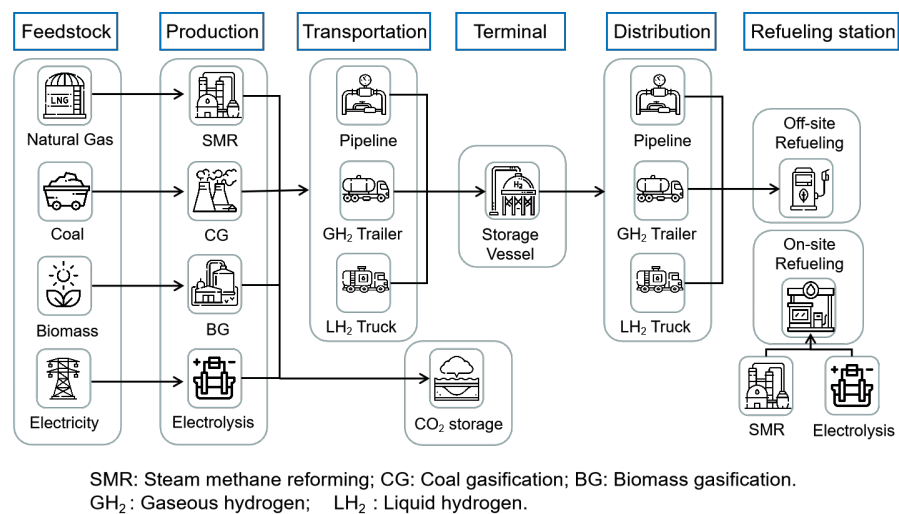 Feedstock
Production
Transportation
Terminal
Distribution
Refueling station
LNG
Natural Gas
SMR
Pipeline
Pipeline
Off-site
Refueling
Coal
CG
GH₂ Trailer
H₂
Storage
Vessel
GH₂ Trailer
On-site
Refueling
Biomass
BG
LH₂ Truck
LH₂ Truck
Electricity
+ −
Electrolysis
CO₂ storage
SMR
+ −
Electrolysis
SMR: Steam methane reforming; CG: Coal gasification; BG: Biomass gasification.
GH₂ : Gaseous hydrogen; LH₂ : Liquid hydrogen.